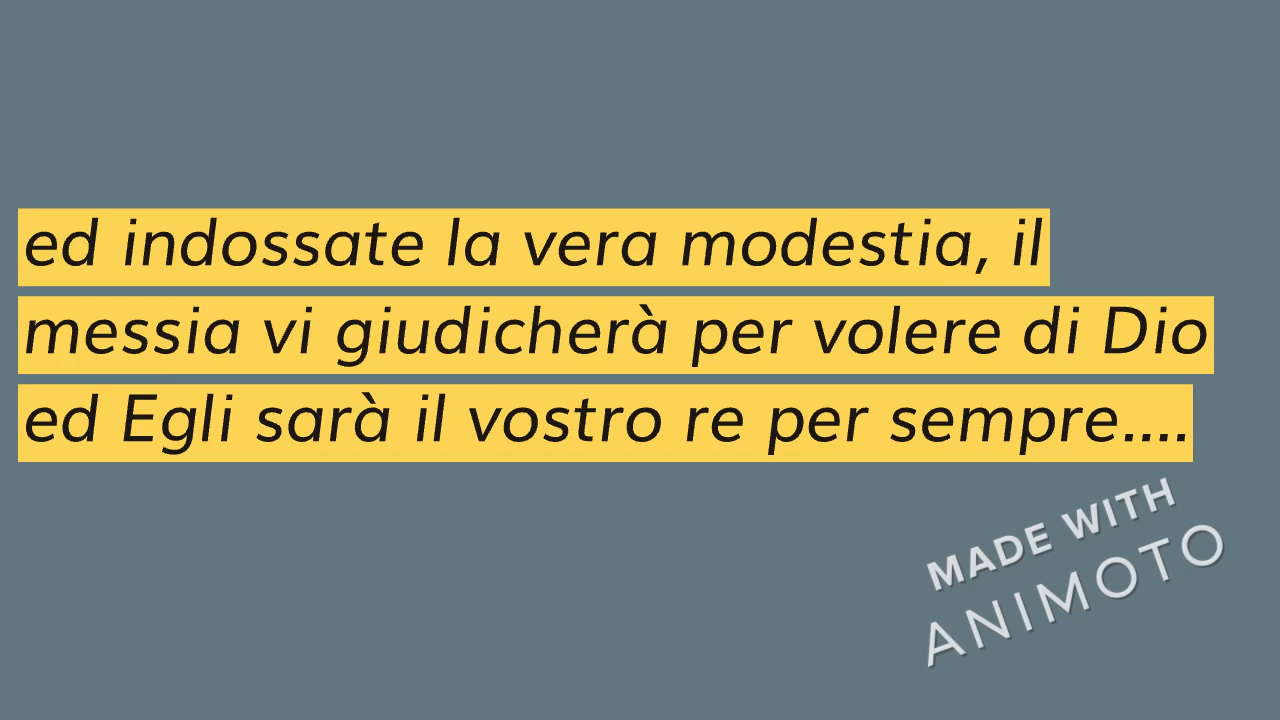 ed indossate la vera modestia, il
messia vi giudicherà per volere di Dio
ed Egli sarà il vostro re per sempre....
MADE WITH
ANIMOTO